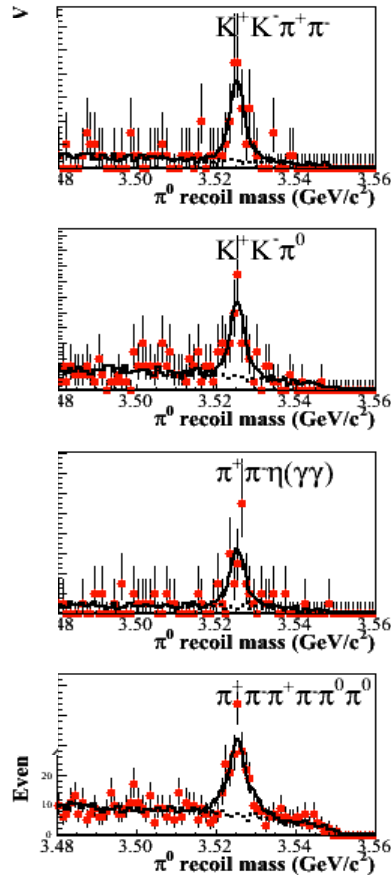 K⁺K⁻π⁺π⁻
48 3.50 3.52 3.54 3.56
π⁰ recoil mass (GeV/c²)
K⁺K⁻π⁰
48 3.50 3.52 3.54 3.56
π⁰ recoil mass (GeV/c²)
π⁺π⁻η(γγ)
48 3.50 3.52 3.54 3.56
π⁰ recoil mass (GeV/c²)
π⁺π⁻π⁺π⁻π⁰π⁰
20
10
0
Even
3.48 3.50 3.52 3.54 3.56
π⁰ recoil mass (GeV/c²)